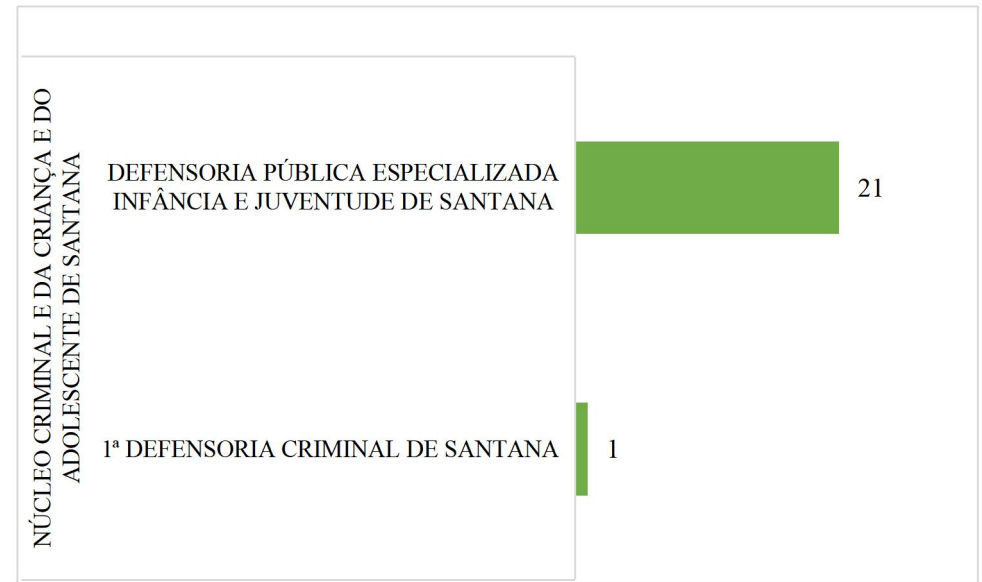 NÚCLEO CRIMINAL E DA CRIANÇA E DO
ADOLESCENTE DE SANTANA
DEFENSORIA PÚBLICA ESPECIALIZADA
INFÂNCIA E JUVENTUDE DE SANTANA
21
1ª DEFENSORIA CRIMINAL DE SANTANA
1